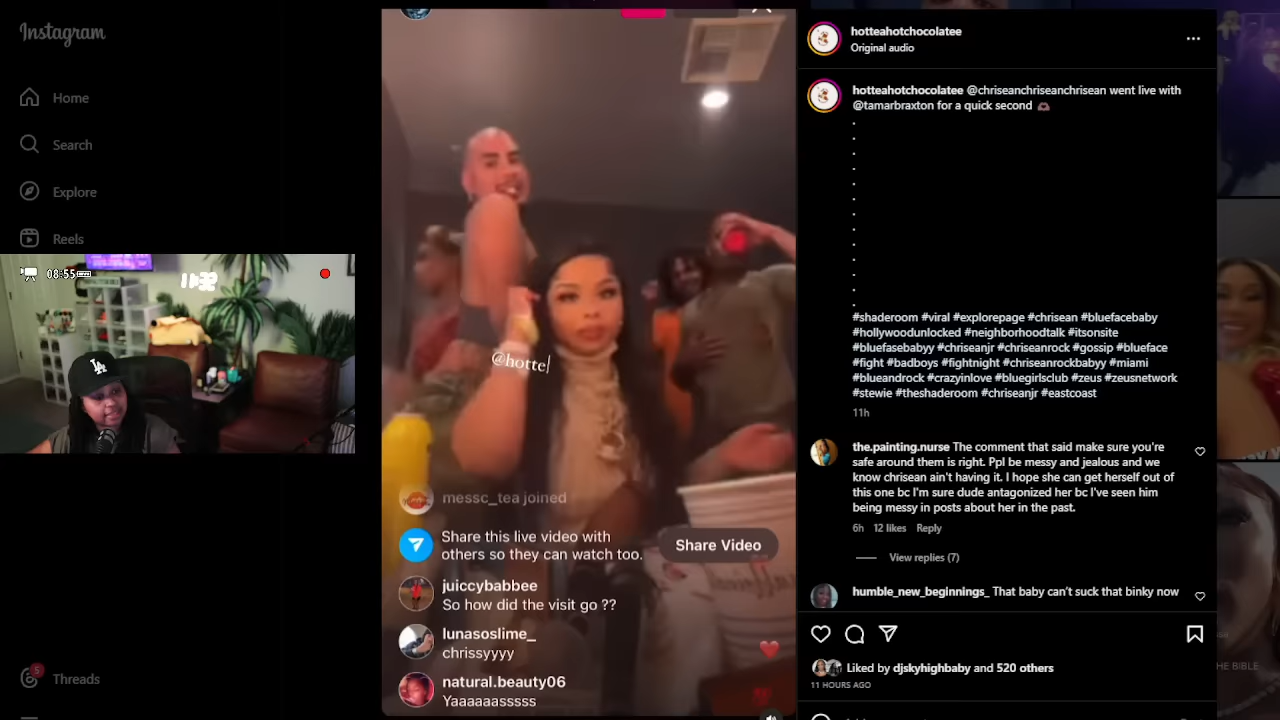 Instagram
Home
Search
Explore
Reels
08:55
Threads
5
@hotte
messc_tea joined
Share this live video with
others so they can watch too.
Share Video
juiccybabbee
So how did the visit go ??
lunasoslime_
chrissyyyy
natural.beauty06
Yaaaaaasssss
hotteahotchocolatee
Original audio
hotteahotchocolatee @chriseanchriseanchrisean went live with
@tamarbraxton for a quick second
.
.
.
.
.
.
.
.
.
.
.
.
.
#shaderoom #viral #explorepage #chrisean #bluefacebaby
#hollywoodunlocked #neighborhoodtalk #itsonsite
#bluefasebabyy #chriseanjr #chriseanrock #gossip #blueface
#fight #badboys #fightnight #chriseanrockbabyy #miami
#blueandrock #crazyinlove #bluegirlsclub #zeus #zeusnetwork
#stewie #theshaderoom #chriseanjr #eastcoast
11h
the.painting.nurse The comment that said make sure you're
safe around them is right. Ppl be messy and jealous and we
know chrisean ain't having it. I hope she can get herself out of
this one bc I'm sure dude antagonized her bc I've seen him
being messy in posts about her in the past.
6h 12 likes Reply
View replies (7)
humble_new_beginnings_ That baby can't suck that binky now
Liked by djskyhighbaby and 520 others
11 HOURS AGO
HE BIBLE